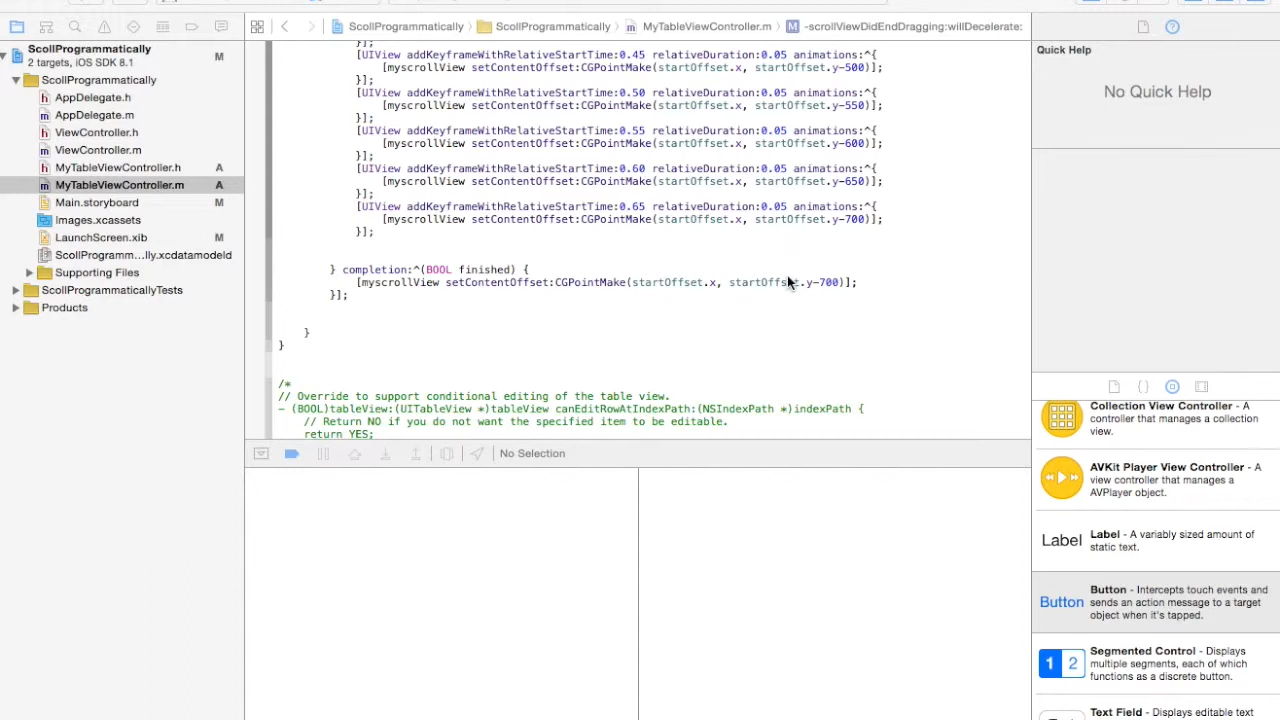 ScollProgrammatically
ScollProgrammatically
MyTableViewController.m
-scrollViewDidEndDragging:willDecelerate:
ScollProgrammatically
M
2 targets, iOS SDK 8.1
ScollProgrammatically
AppDelegate.h
AppDelegate.m
ViewController.h
ViewController.m
MyTableViewController.h
A
MyTableViewController.m
A
Main.storyboard
M
Images.xcassets
LaunchScreen.xib
M
ScollProgramm...lly.xcdatamodeld
Supporting Files
ScollProgrammaticallyTests
Products
}];
[UIView addKeyframeWithRelativeStartTime:0.45 relativeDuration:0.05 animations:^{
[myscrollView setContentOffset:CGPointMake(startOffset.x, startOffset.y-500)];
}];
[UIView addKeyframeWithRelativeStartTime:0.50 relativeDuration:0.05 animations:^{
[myscrollView setContentOffset:CGPointMake(startOffset.x, startOffset.y-550)];
}];
[UIView addKeyframeWithRelativeStartTime:0.55 relativeDuration:0.05 animations:^{
[myscrollView setContentOffset:CGPointMake(startOffset.x, startOffset.y-600)];
}];
[UIView addKeyframeWithRelativeStartTime:0.60 relativeDuration:0.05 animations:^{
[myscrollView setContentOffset:CGPointMake(startOffset.x, startOffset.y-650)];
}];
[UIView addKeyframeWithRelativeStartTime:0.65 relativeDuration:0.05 animations:^{
[myscrollView setContentOffset:CGPointMake(startOffset.x, startOffset.y-700)];
}];
} completion:^(BOOL finished) {
[myscrollView setContentOffset:CGPointMake(startOffset.x, startOffset.y-700)];
}];
}
}
/*
// Override to support conditional editing of the table view.
- (BOOL)tableView:(UITableView *)tableView canEditRowAtIndexPath:(NSIndexPath *)indexPath {
// Return NO if you do not want the specified item to be editable.
return YES;
No Selection
Quick Help
No Quick Help
Collection View Controller - A
controller that manages a collection
view.
AVKit Player View Controller - A
view controller that manages a
AVPlayer object.
Label
Label - A variably sized amount of
static text.
Button
Button - Intercepts touch events and
sends an action message to a target
object when it's tapped.
1 2
Segmented Control - Displays
multiple segments, each of which
functions as a discrete button.
Text Field - Displays editable text